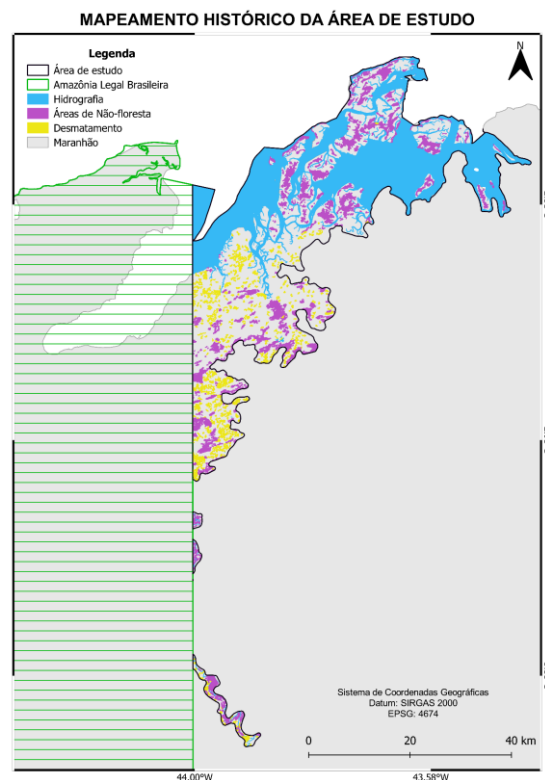 MAPEAMENTO HISTÓRICO DA ÁREA DE ESTUDO
Legenda
Área de estudo
Amazônia Legal Brasileira
Hidrografia
Áreas de Não-floresta
Desmatamento
Maranhão
N
Sistema de Coordenadas Geográficas
Datum: SIRGAS 2000
EPSG: 4674
0 20 40 km
44.00°W 43.58°W